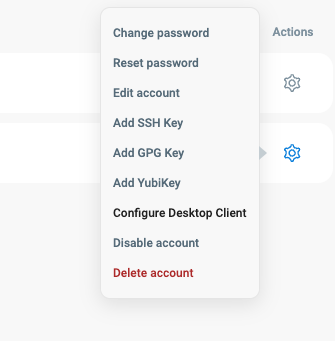 Actions
Change password
Reset password
Edit account
Add SSH Key
Add GPG Key
Add YubiKey
Configure Desktop Client
Disable account
Delete account